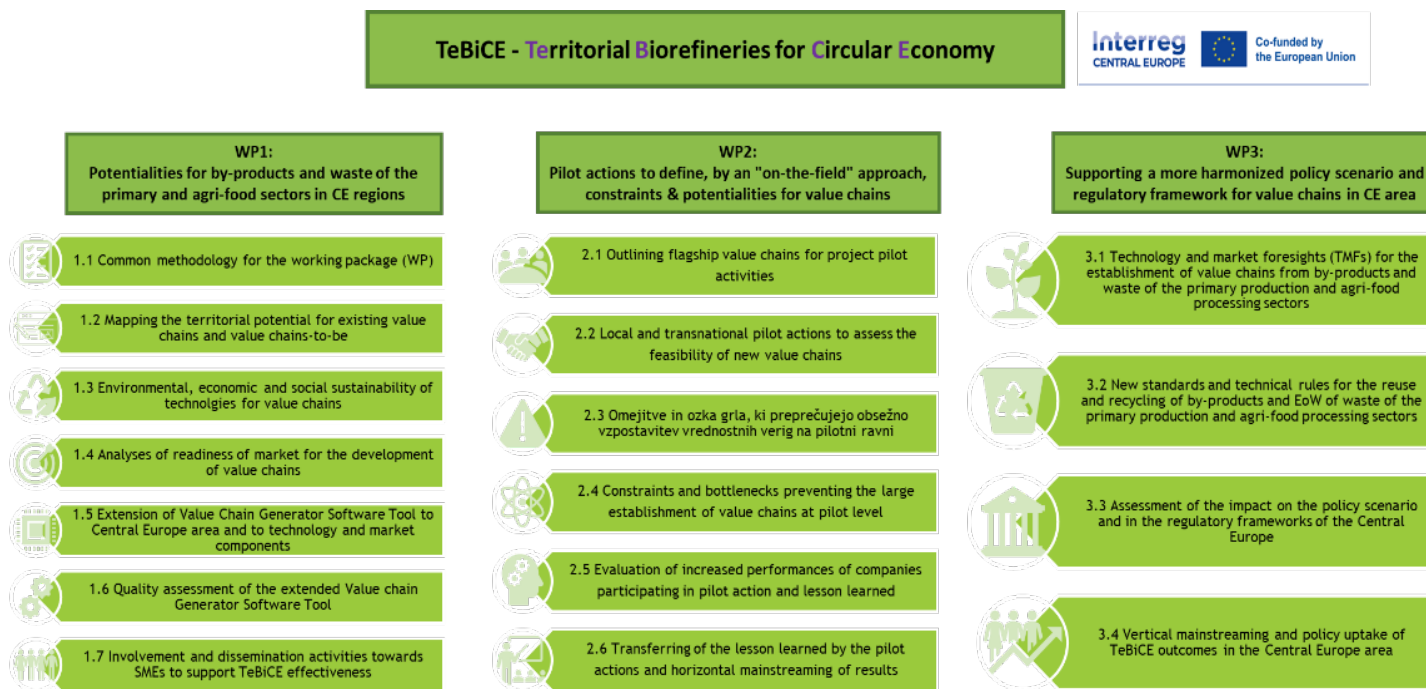 TeBiCE - Territorial Biorefineries for Circular Economy
Interreg
CENTRAL EUROPE
Co-funded by
the European Union
WP1:
Potentialities for by-products and waste of the
primary and agri-food sectors in CE regions
1.1 Common methodology for the working package (WP)
1.2 Mapping the territorial potential for existing value
chains and value chains-to-be
1.3 Environmental, economic and social sustainability of
technolgies for value chains
1.4 Analyses of readiness of market for the development
of value chains
1.5 Extension of Value Chain Generator Software Tool to
Central Europe area and to technology and market
components
1.6 Quality assessment of the extended Value chain
Generator Software Tool
1.7 Involvement and dissemination activities towards
SMEs to support TeBiCE effectiveness
WP2:
Pilot actions to define, by an "on-the-field" approach,
constraints & potentialities for value chains
2.1 Outlining flagship value chains for project pilot
activities
2.2 Local and transnational pilot actions to assess the
feasibility of new value chains
2.3 Omejitve in ozka grla, ki preprečujejo obsežno
vzpostavitev vrednostnih verig na pilotni ravni
2.4 Constraints and bottlenecks preventing the large
establishment of value chains at pilot level
2.5 Evaluation of increased performances of companies
participating in pilot action and lesson learned
2.6 Transferring of the lesson learned by the pilot
actions and horizontal mainstreaming of results
WP3:
Supporting a more harmonized policy scenario and
regulatory framework for value chains in CE area
3.1 Technology and market foresights (TMFs) for the
establishment of value chains from by-products and
waste of the primary production and agri-food
processing sectors
3.2 New standards and technical rules for the reuse
and recycling of by-products and EoW of waste of the
primary production and agri-food processing sectors
3.3 Assessment of the impact on the policy scenario
and in the regulatory frameworks of the Central
Europe
3.4 Vertical mainstreaming and policy uptake of
TeBiCE outcomes in the Central Europe area